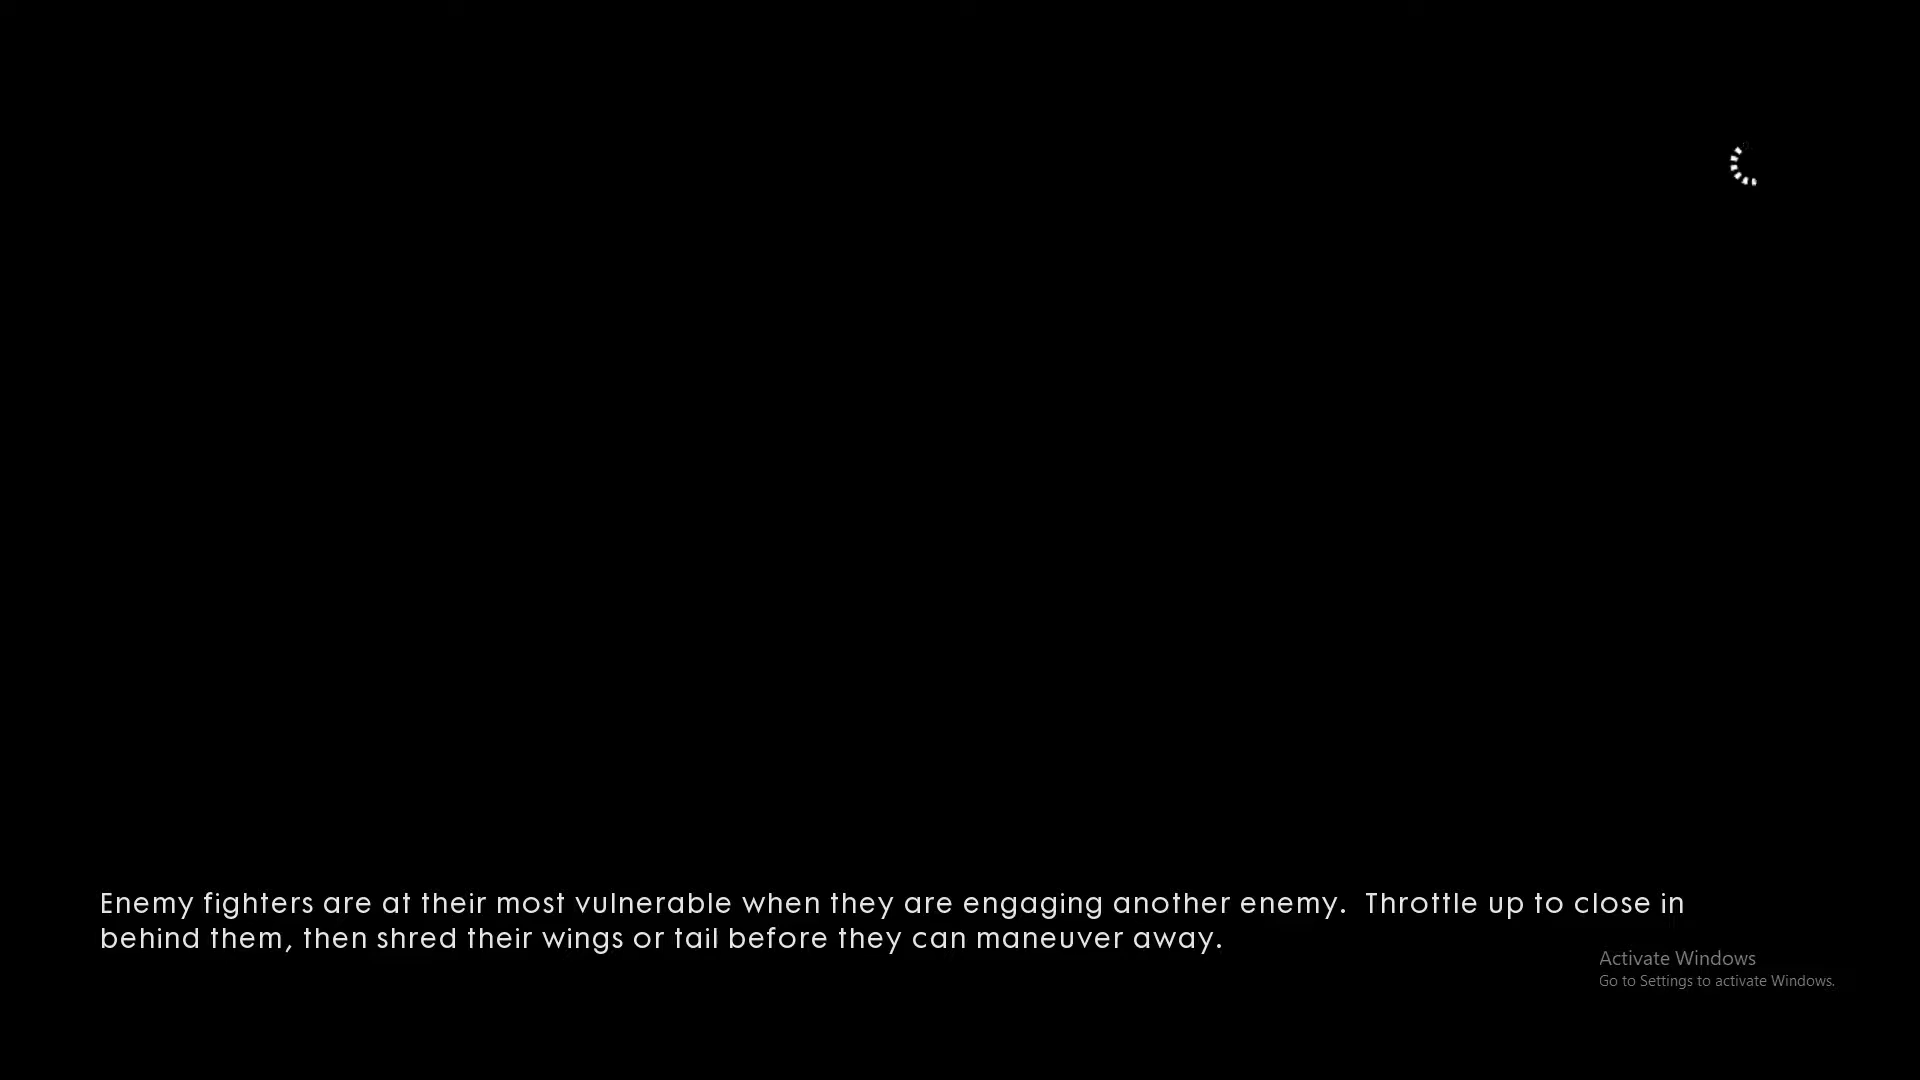 Enemy fighters are at their most vulnerable when they are engaging another enemy.  Throttle up to close in
behind them, then shred their wings or tail before they can maneuver away.
Activate Windows
Go to Settings to activate Windows.